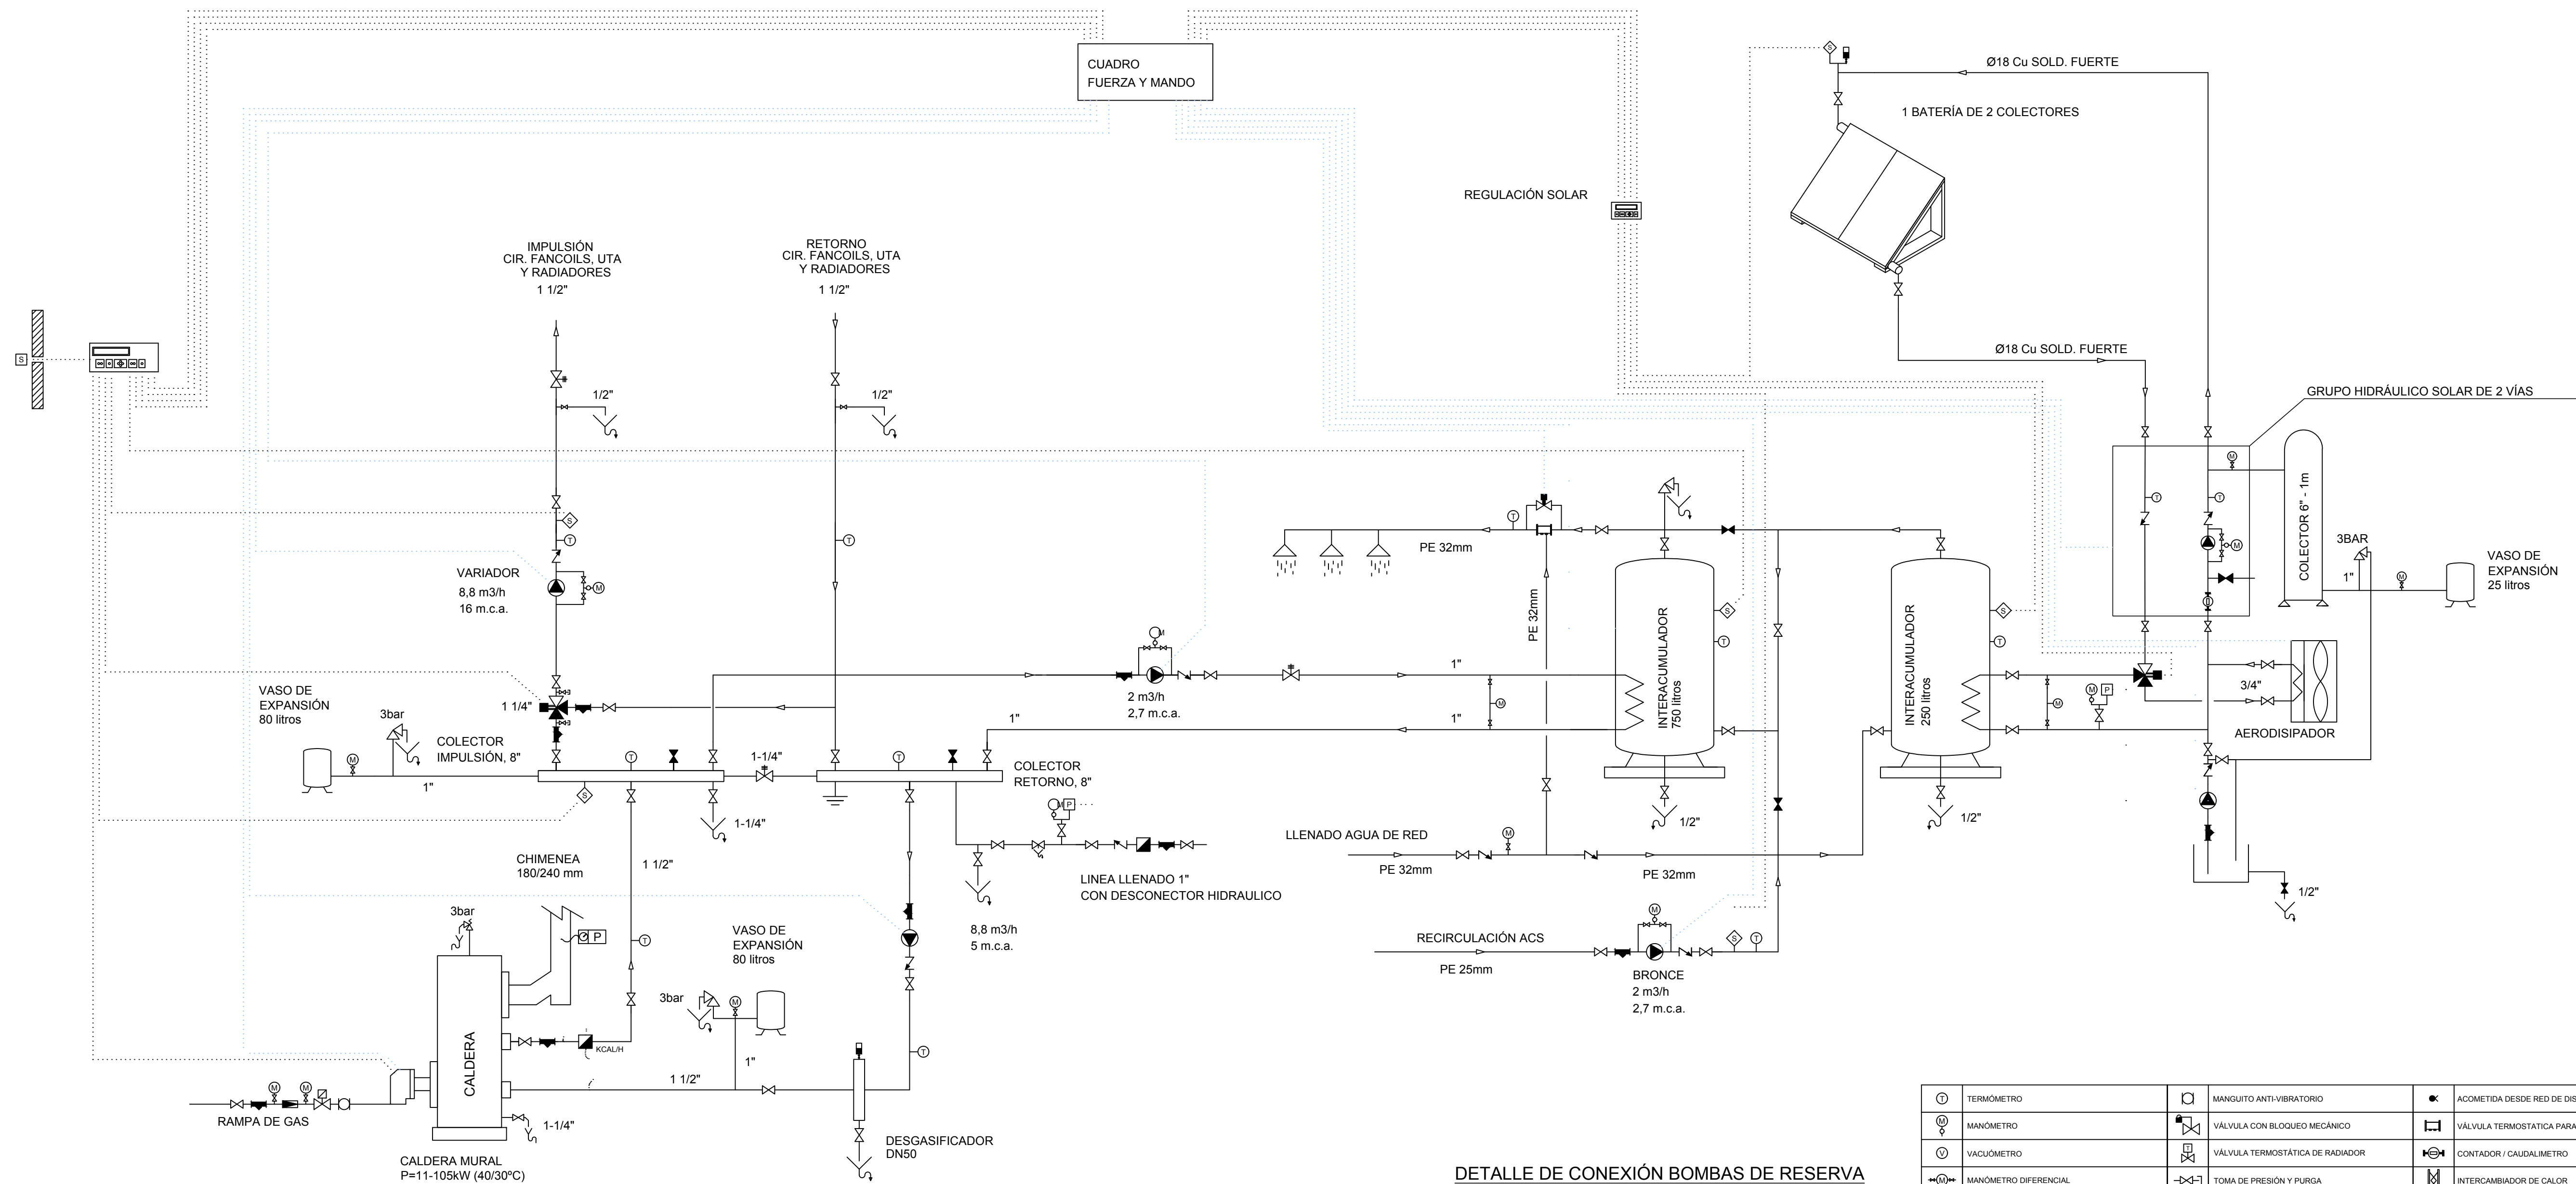 CUADRO
FUERZA Y MANDO
Ø18 Cu SOLD. FUERTE
1 BATERÍA DE 2 COLECTORES
REGULACIÓN SOLAR
IMPULSIÓN
CIR. FANCOILS, UTA
Y RADIADORES
1 1/2"
RETORNO
CIR. FANCOILS, UTA
Y RADIADORES
1 1/2"
S
S
Ø18 Cu SOLD. FUERTE
GRUPO HIDRÁULICO SOLAR DE 2 VÍAS
1/2"
1/2"
S
T
T
M
VARIADOR
8,8 m3/h
16 m.c.a.
T
PE 32mm
PE 32mm
INTERACUMULADOR
750 litros
S
T
INTERACUMULADOR
250 litros
S
T
T
T
M
M
COLECTOR 6" - 1m
3BAR
1"
M
VASO DE
EXPANSIÓN
25 litros
M
2 m3/h
2,7 m.c.a.
1"
1"
1"
M
M
M
P
3/4"
AERODISIPADOR
VASO DE
EXPANSIÓN
80 litros
3bar
M
1"
1 1/4"
COLECTOR
IMPULSIÓN, 8"
T
S
1-1/4"
T
COLECTOR
RETORNO, 8"
1-1/4"
M
P
LINEA LLENADO 1"
CON DESCONECTOR HIDRAULICO
LLENADO AGUA DE RED
M
PE 32mm
PE 32mm
1/2"
1/2"
1/2"
CHIMENEA
180/240 mm
1 1/2"
3bar
P
T
VASO DE
EXPANSIÓN
80 litros
3bar
M
1"
8,8 m3/h
5 m.c.a.
RECIRCULACIÓN ACS
PE 25mm
M
S
T
BRONCE
2 m3/h
2,7 m.c.a.
CALDERA
KCAL/H
1 1/2"
T
M
M
RAMPA DE GAS
1-1/4"
CALDERA MURAL
P=11-105kW (40/30ºC)
DESGASIFICADOR
DN50
DETALLE DE CONEXIÓN BOMBAS DE RESERVA
T TERMÓMETRO
MANGUITO ANTI-VIBRATORIO
ACOMETIDA DESDE RED DE DIS
M MANÓMETRO
VÁLVULA CON BLOQUEO MECÁNICO
VÁLVULA TERMOSTATICA PARA
V VACUÓMETRO
T VÁLVULA TERMOSTÁTICA DE RADIADOR
CONTADOR / CAUDALIMETRO
M MANÓMETRO DIFERENCIAL
TOMA DE PRESIÓN Y PURGA
INTERCAMBIADOR DE CALOR